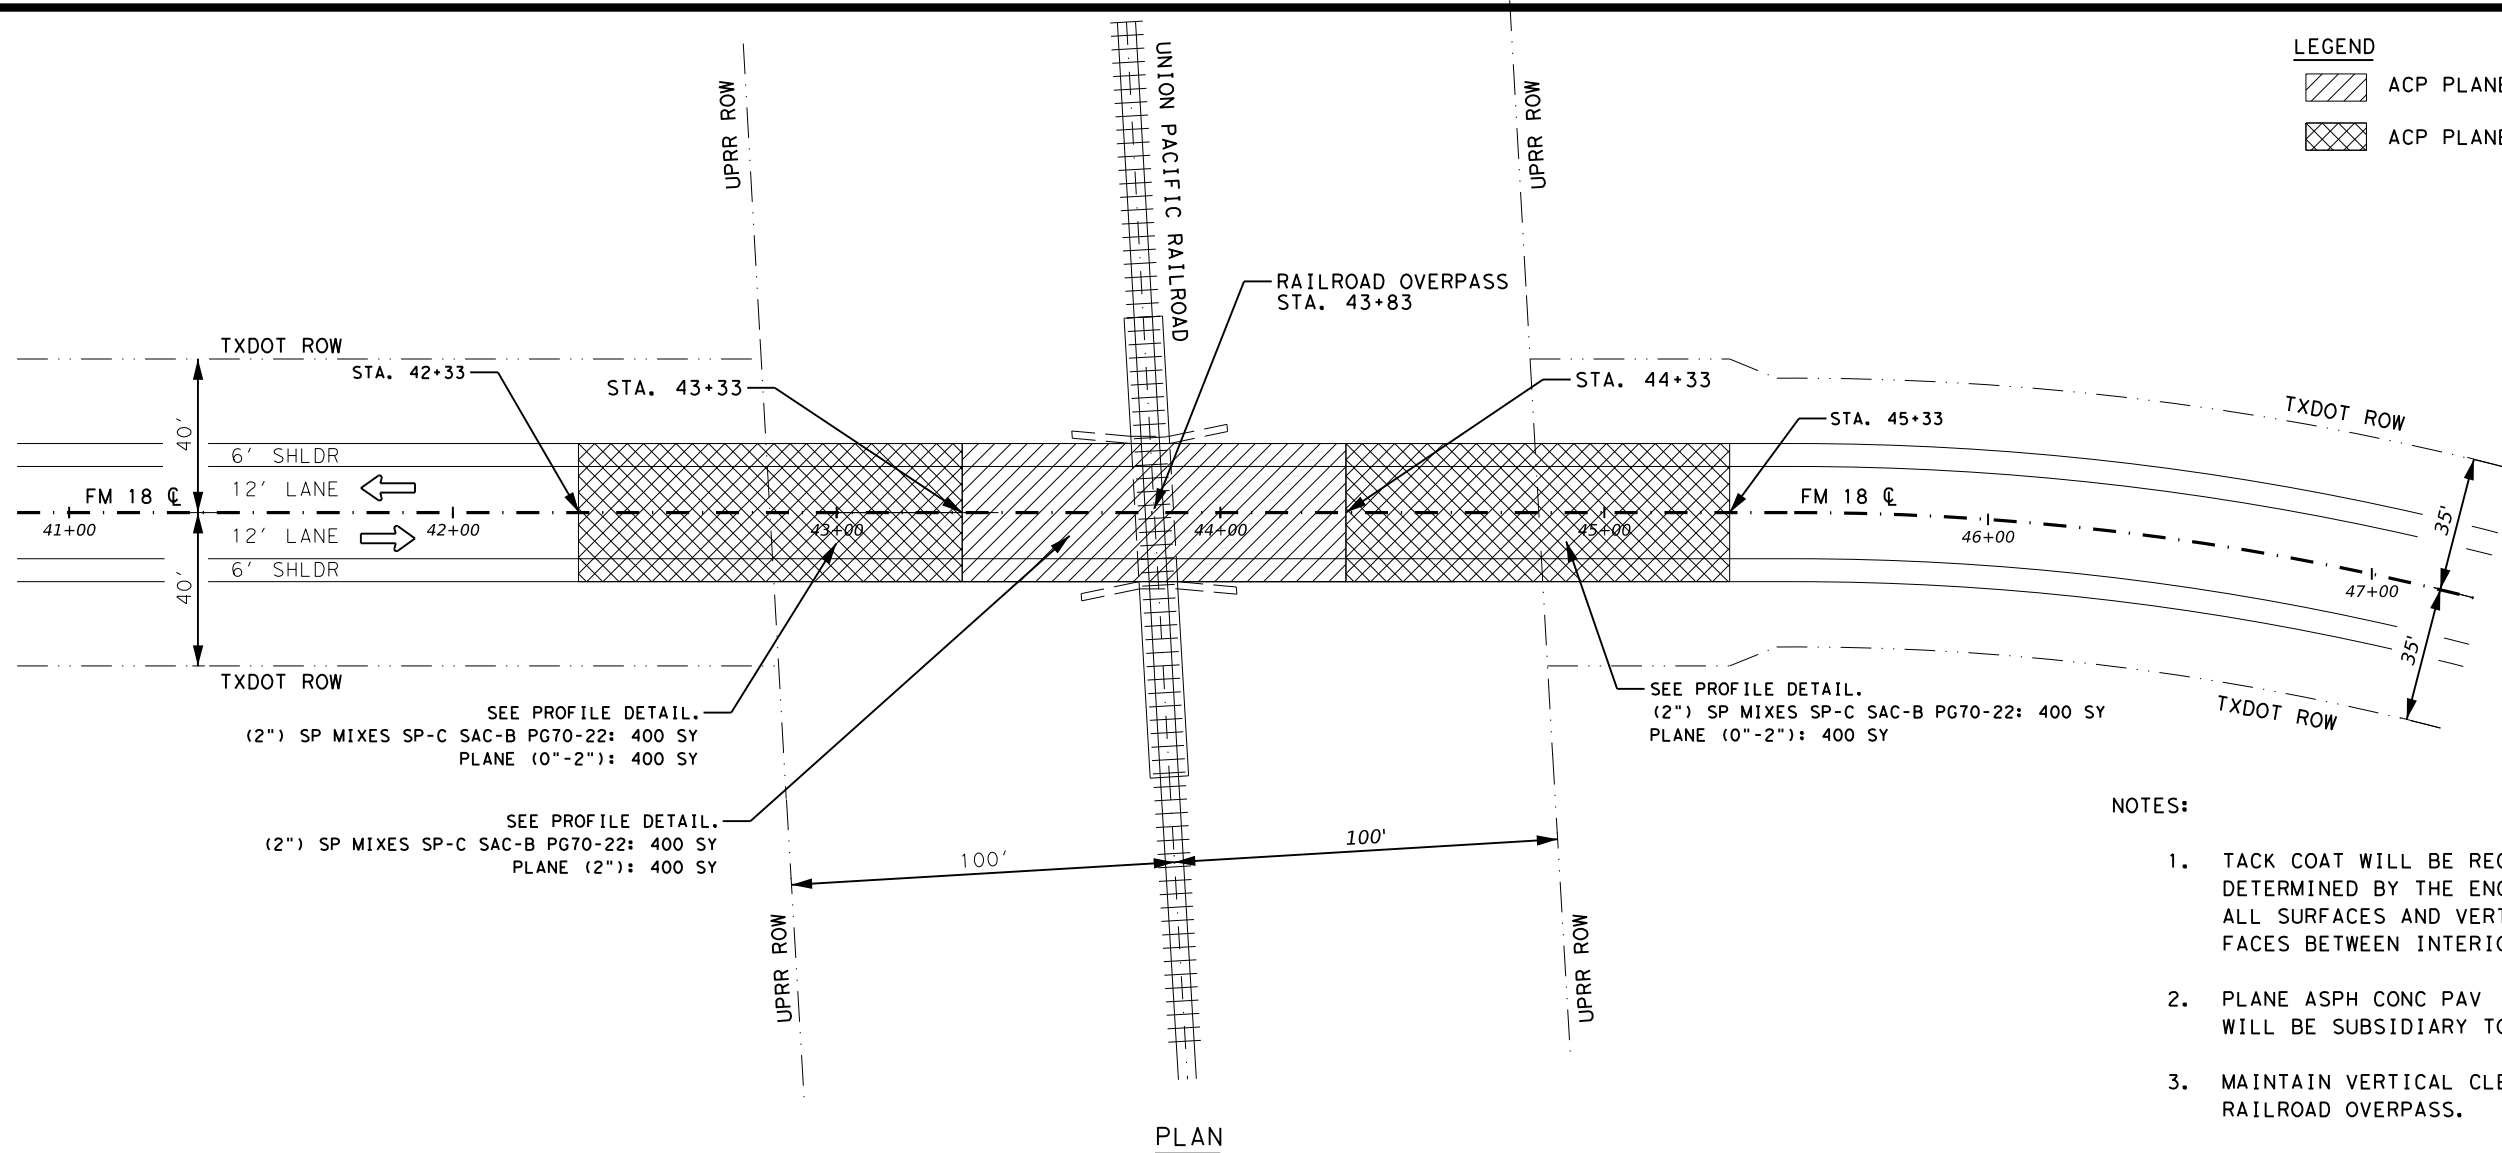 LEGEND
ACP PLANE
ACP PLANE
UPRR ROW
UNION PACIFIC RAILROAD
UPRR ROW
RAILROAD OVERPASS
STA. 43+83
TXDOT ROW
STA. 42+33
STA. 43+33
STA. 44+33
STA. 45+33
TXDOT ROW
40'
6' SHLDR
12' LANE
FM 18 ℄
12' LANE
6' SHLDR
40'
41+00
42+00
43+00
44+00
45+00
FM 18 ℄
46+00
47+00
35'
35'
TXDOT ROW
TXDOT ROW
SEE PROFILE DETAIL.
(2") SP MIXES SP-C SAC-B PG70-22: 400 SY
PLANE (0"-2"): 400 SY
SEE PROFILE DETAIL.
(2") SP MIXES SP-C SAC-B PG70-22: 400 SY
PLANE (2"): 400 SY
SEE PROFILE DETAIL.
(2") SP MIXES SP-C SAC-B PG70-22: 400 SY
PLANE (0"-2"): 400 SY
100'
100'
UPRR ROW
UPRR ROW
NOTES:
1. TACK COAT WILL BE
DETERMINED BY THE
ALL SURFACES AND
FACES BETWEEN
2. PLANE ASPH CONC PAV
WILL BE SUBSIDIARY TO
3. MAINTAIN VERTICAL
RAILROAD OVERPASS.
PLAN